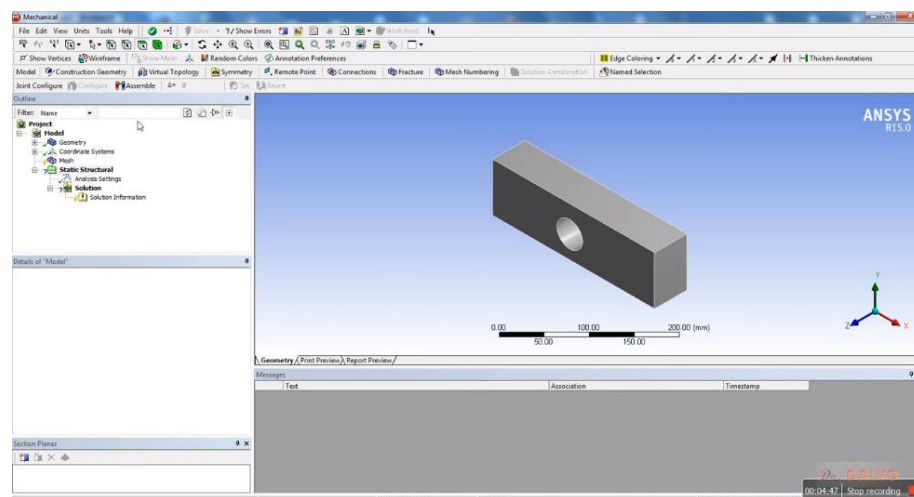 Mechanical
File Edit View Units Tools Help Solve ?/ Show Errors Worksheet
Show Vertices Wireframe Show Mesh Random Colors Annotation Preferences Edge Coloring Thicken Annotations
Model Construction Geometry Virtual Topology Symmetry Remote Point Connections Fracture Mesh Numbering Solution Combination Named Selection
Joint Configure Configure Assemble Δ= 0 Set Revert
Outline
Filter: Name
Project
Model
Geometry
Coordinate Systems
Mesh
Static Structural
Analysis Settings
Solution
Solution Information
Details of "Model"
Section Planes
ANSYS
R15.0
Y
Z X
0.00 100.00 200.00 (mm)
50.00 150.00
Geometry Print Preview Report Preview
Messages
Text Association Timestamp
00:04:47 Stop recording